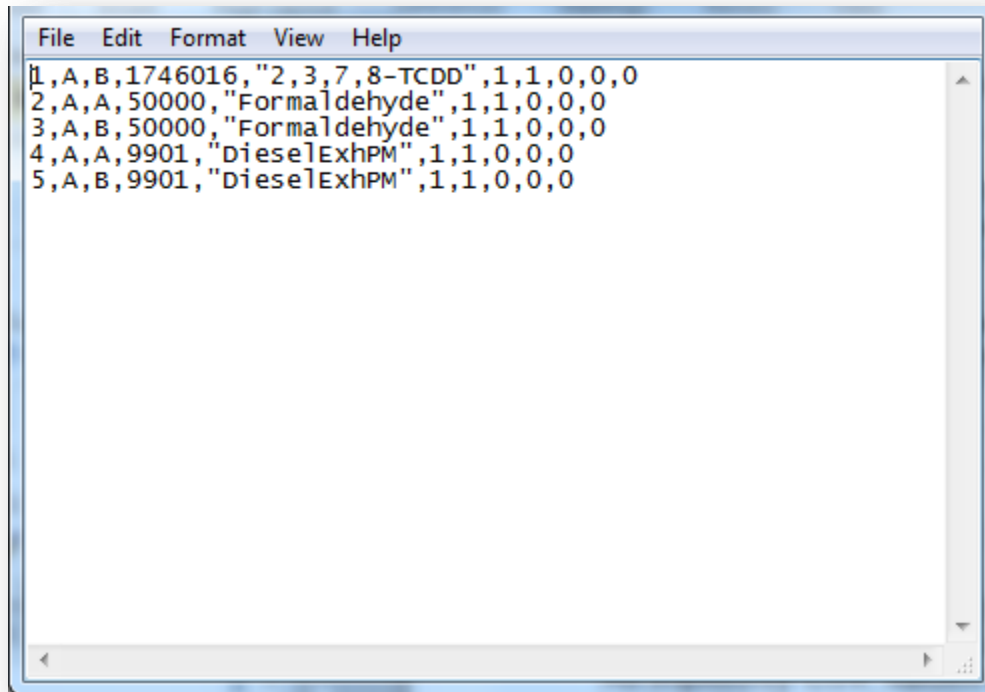 File Edit Format View Help
1,A,B,1746016,"2,3,7,8-TCDD",1,1,0,0,0
2,A,A,50000,"Formaldehyde",1,1,0,0,0
3,A,B,50000,"Formaldehyde",1,1,0,0,0
4,A,A,9901,"DieselExhPM",1,1,0,0,0
5,A,B,9901,"DieselExhPM",1,1,0,0,0